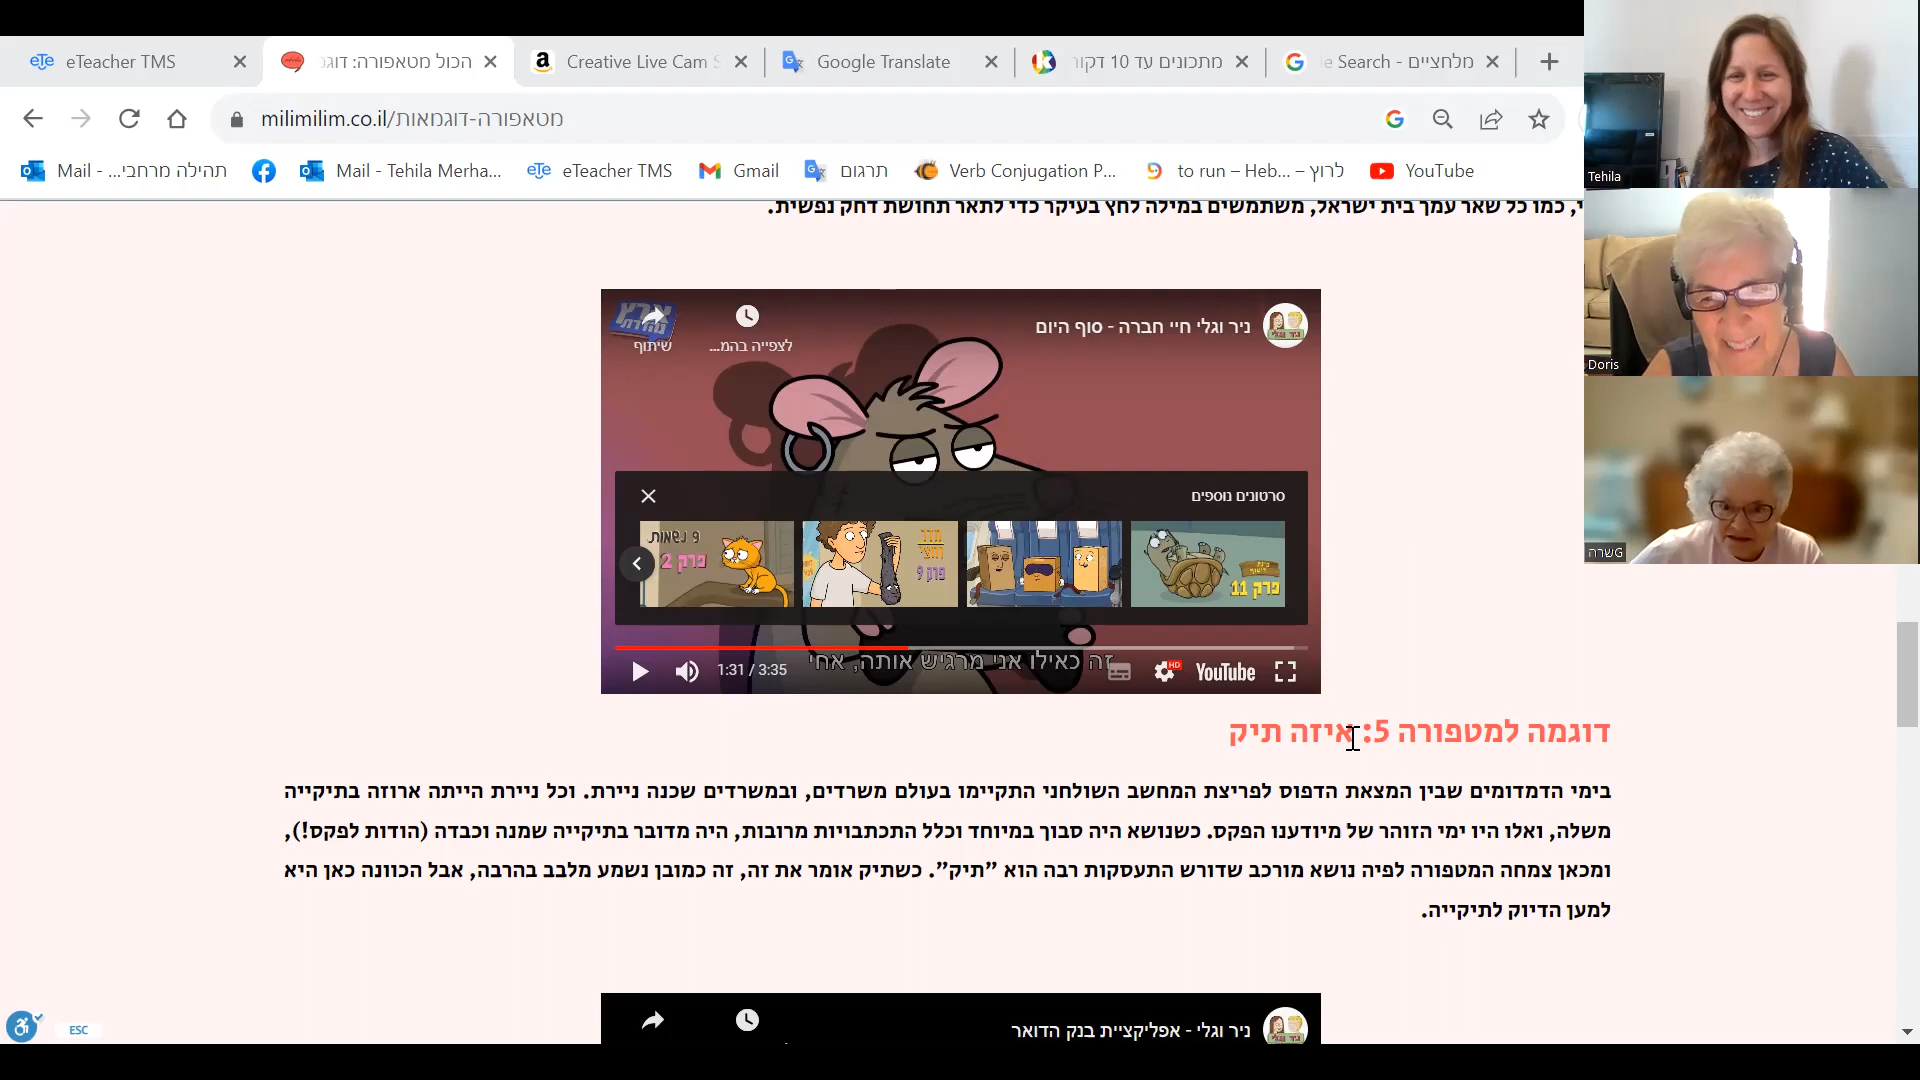 eTeacher TMS
הכול מטאפורה: דוגמ
Creative Live Cam S
Google Translate
מתכונים עד 10 דקור
מלחציים - e Search
milimilim.co.il/מטאפורה-דוגמאות
Mail - תהילה מרחבי...
Mail - Tehila Merha...
eTeacher TMS
Gmail
תרגום
Verb Conjugation P...
to run – Heb... – לרוץ
YouTube
י, כמו כל שאר עמך בית ישראל, משתמשים במילה לחץ בעיקר כדי לתאר תחושת דחק נפשית.
ניר וגלי חיי חברה - סוף היום
לצפייה בהמ...
שיתוף
ארץ נהדרת
סרטונים נוספים
9 נשמות
פרק 2
פרק 9
פרק 11
זה כאילו אני מרגיש אותה, אחי
1:31 / 3:35
HD
YouTube
דוגמה למטפורה 5: איזה תיק
בימי הדמדומים שבין המצאת הדפוס לפריצת המחשב השולחני התקיימו בעולם משרדים, ובמשרדים שכנה ניירת. וכל ניירת הייתה ארוזה בתיקייה
משלה, ואלו היו ימי הזוהר של מיודענו הפקס. כשנושא היה סבוך במיוחד וכלל התכתבויות מרובות, היה מדובר בתיקייה שמנה וכבדה (הודות לפקס!),
ומכאן צמחה המטפורה לפיה נושא מורכב שדורש התעסקות רבה הוא ”תיק”. כשתיק אומר את זה, זה כמובן נשמע מלבב בהרבה, אבל הכוונה כאן היא
למען הדיוק לתיקייה.
ניר וגלי - אפליקציית בנק הדואר
ESC
Tehila
Doris
שרהG